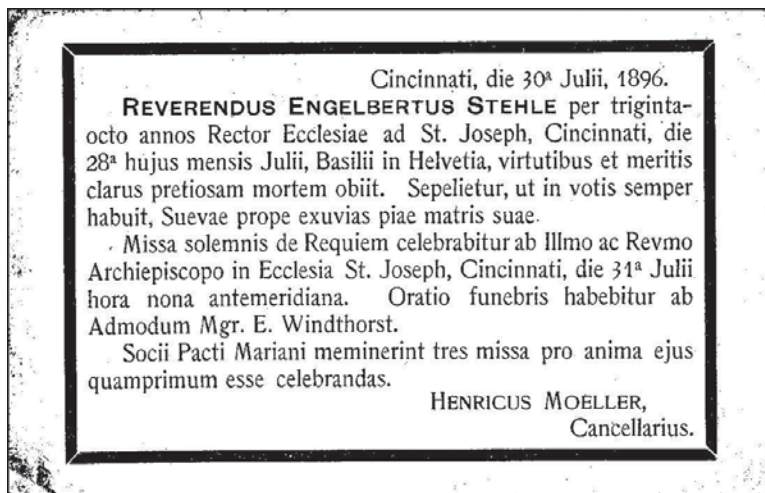 Cincinnati, die 30ª Julii, 1896.
REVERENDUS ENGELBERTUS STEHLE per triginta-
octo annos Rector Ecclesiae ad St. Joseph, Cincinnati, die
28ª hujus mensis Julii, Basilii in Helvetia, virtutibus et meritis
clarus pretiosam mortem obiit. Sepelietur, ut in votis semper
habuit, Suevae prope exuvias piae matris suae.
Missa solemnis de Requiem celebrabitur ab Illmo ac Revmo
Archiepiscopo in Ecclesia St. Joseph, Cincinnati, die 31ª Julii
hora nona antemeridiana. Oratio funebris habebitur ab
Admodum Mgr. E. Windthorst.
Socii Pacti Mariani meminerint tres missa pro anima ejus
quamprimum esse celebrandas.
HENRICUS MOELLER,
Cancellarius.